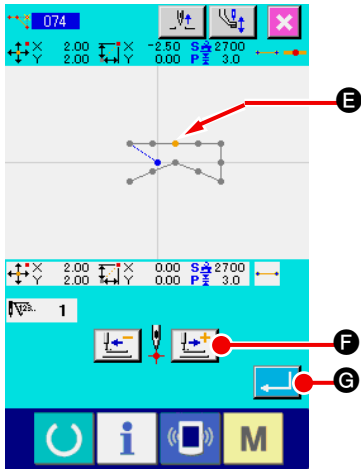 074
X 2.00 X -2.50 S 2700
Y 2.00 Y 0.00 P 3.0
E
X 2.00 X 0.00 S 2700
Y 2.00 Y 0.00 P 3.0
123.. 1
F
G
i M